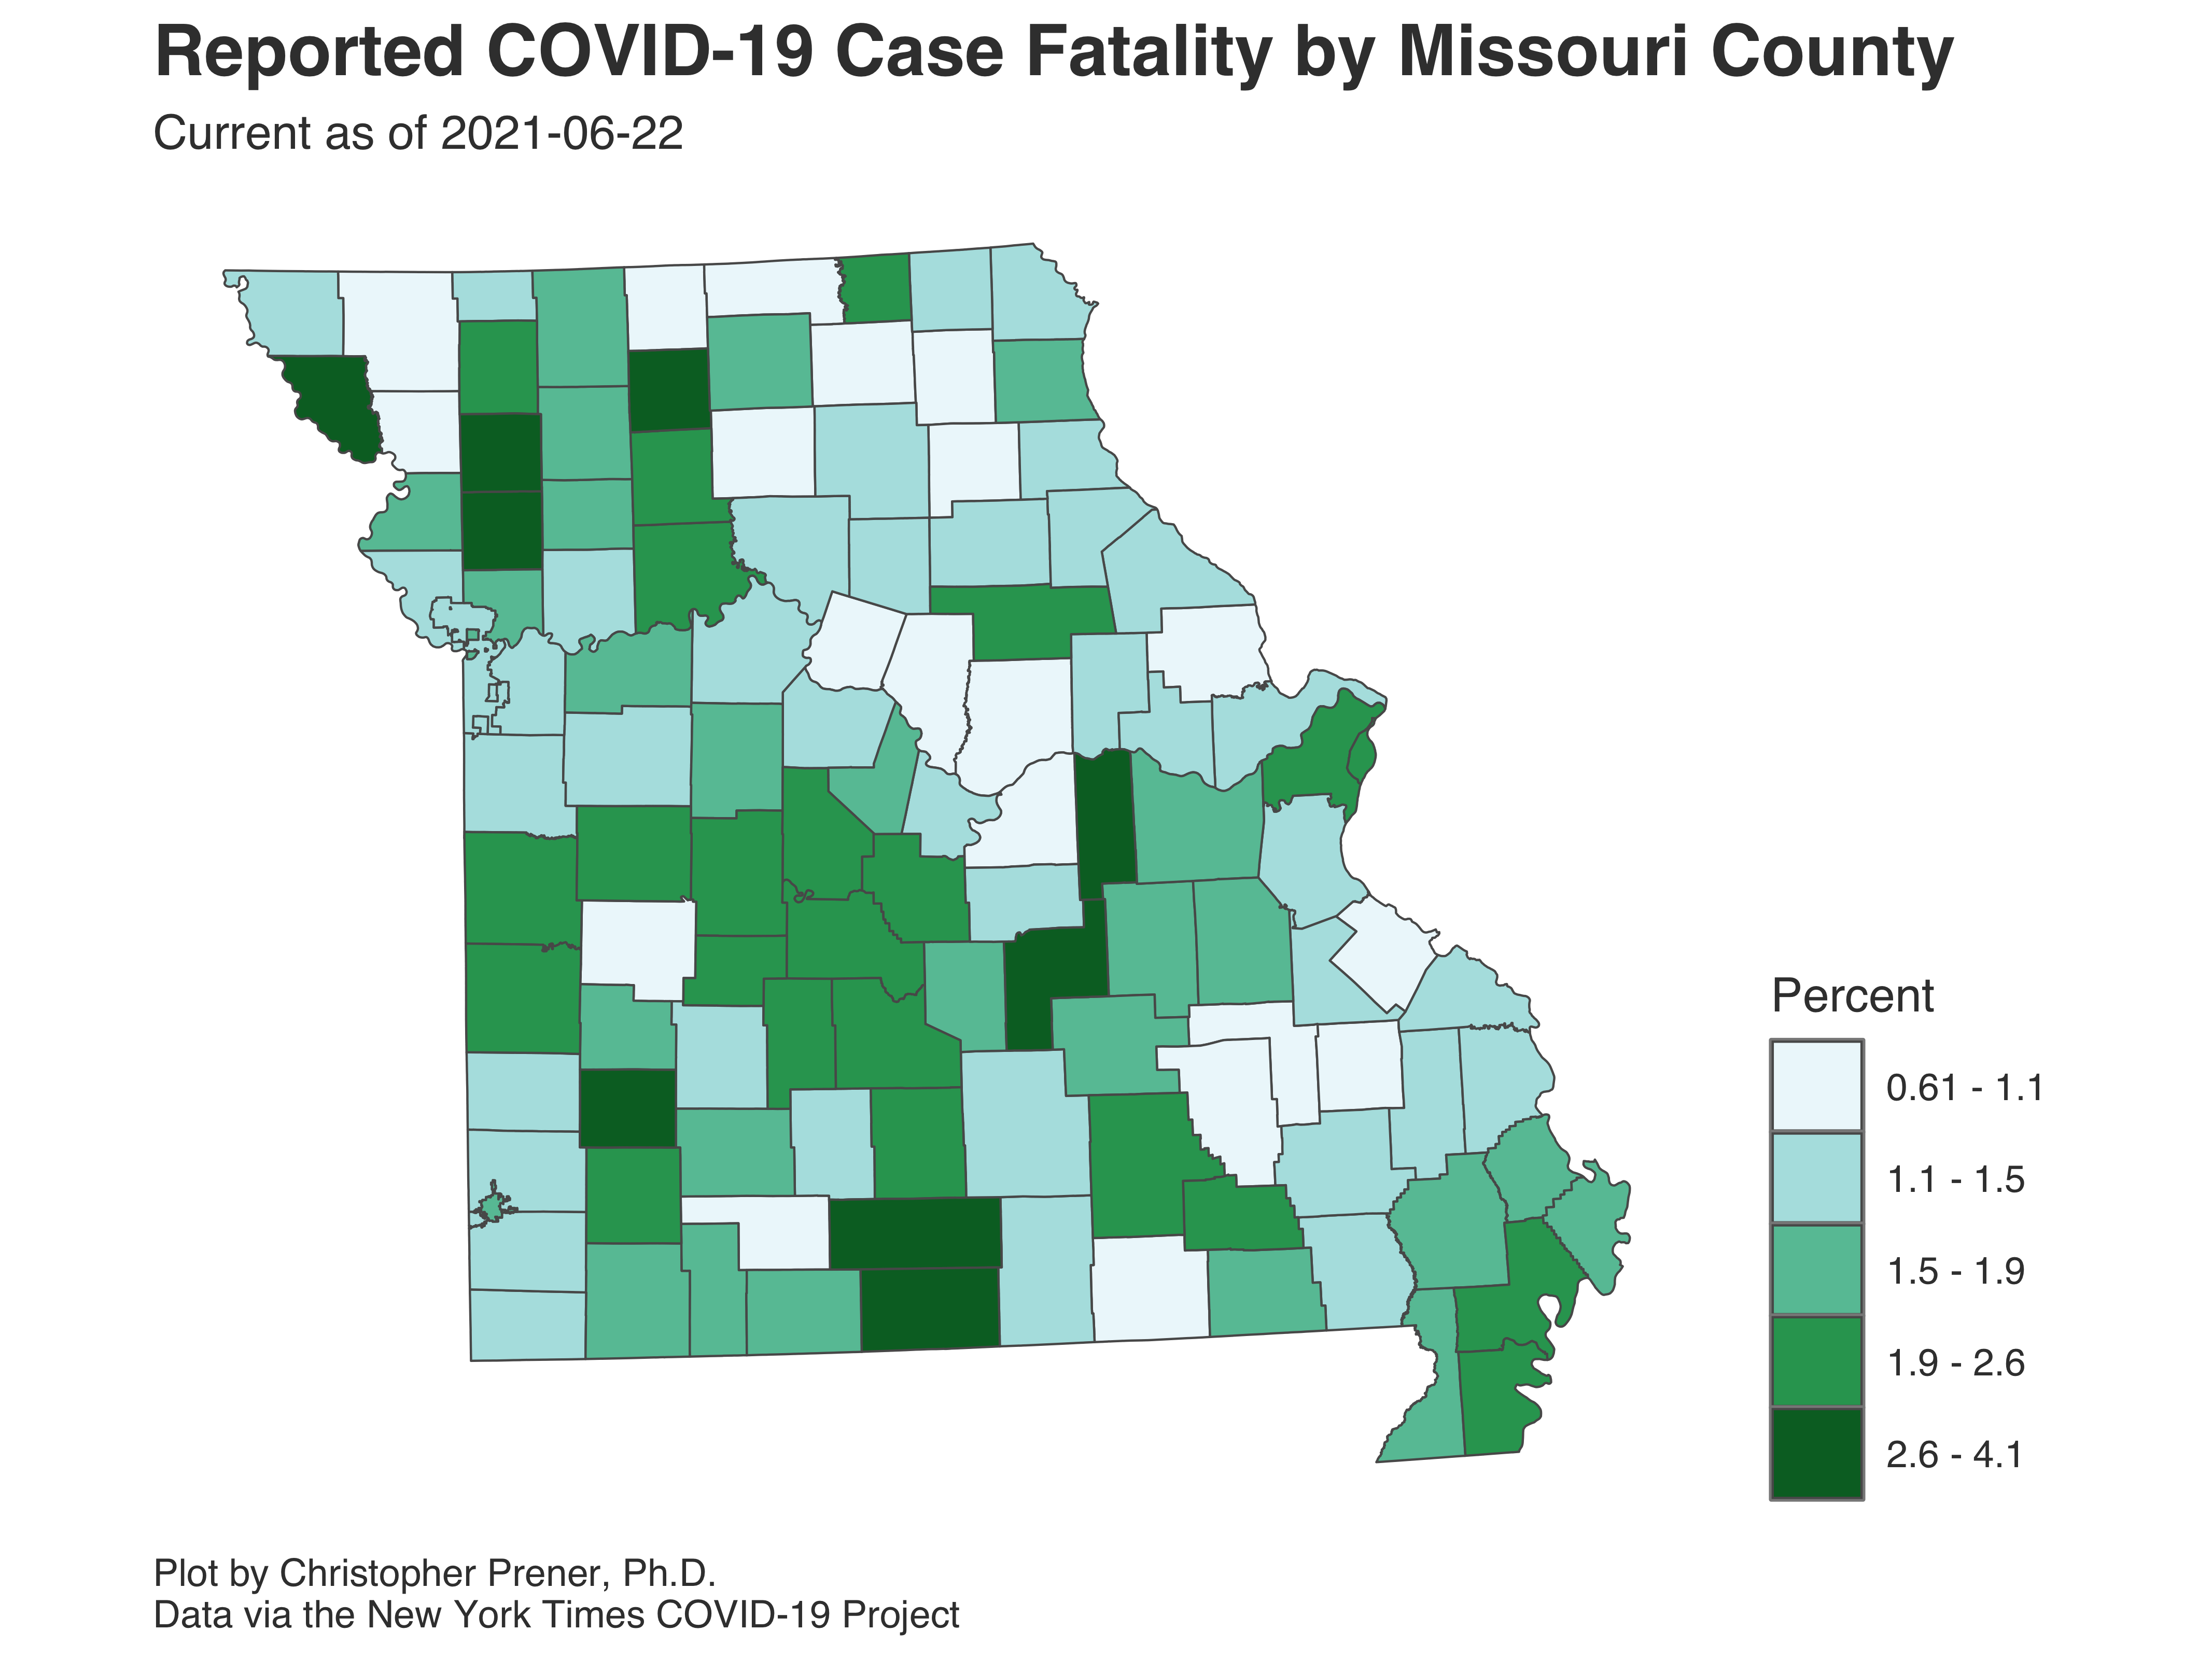 Reported COVID-19 Case Fatality by Missouri County
Current as of 2021-06-22
Percent
0.61 - 1.1
1.1 - 1.5
1.5 - 1.9
1.9 - 2.6
2.6 - 4.1
Plot by Christopher Prener, Ph.D.
Data via the New York Times COVID-19 Project